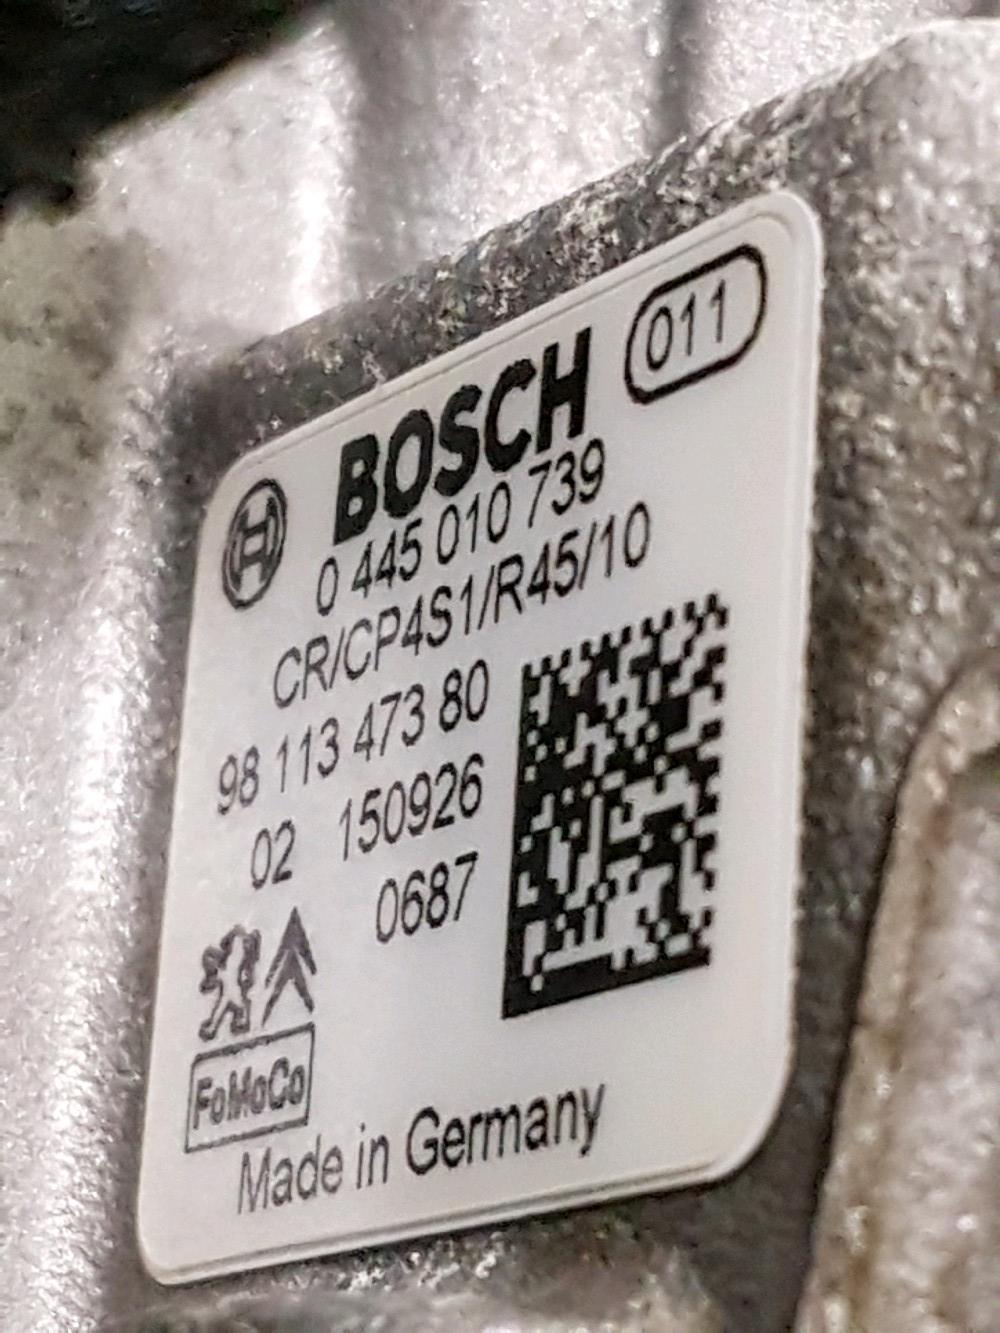 BOSCH 011
0 445 010 739
CR/CP4S1/R45/10
98 113 473 80
02 150926
0687
FoMoCo
Made in Germany